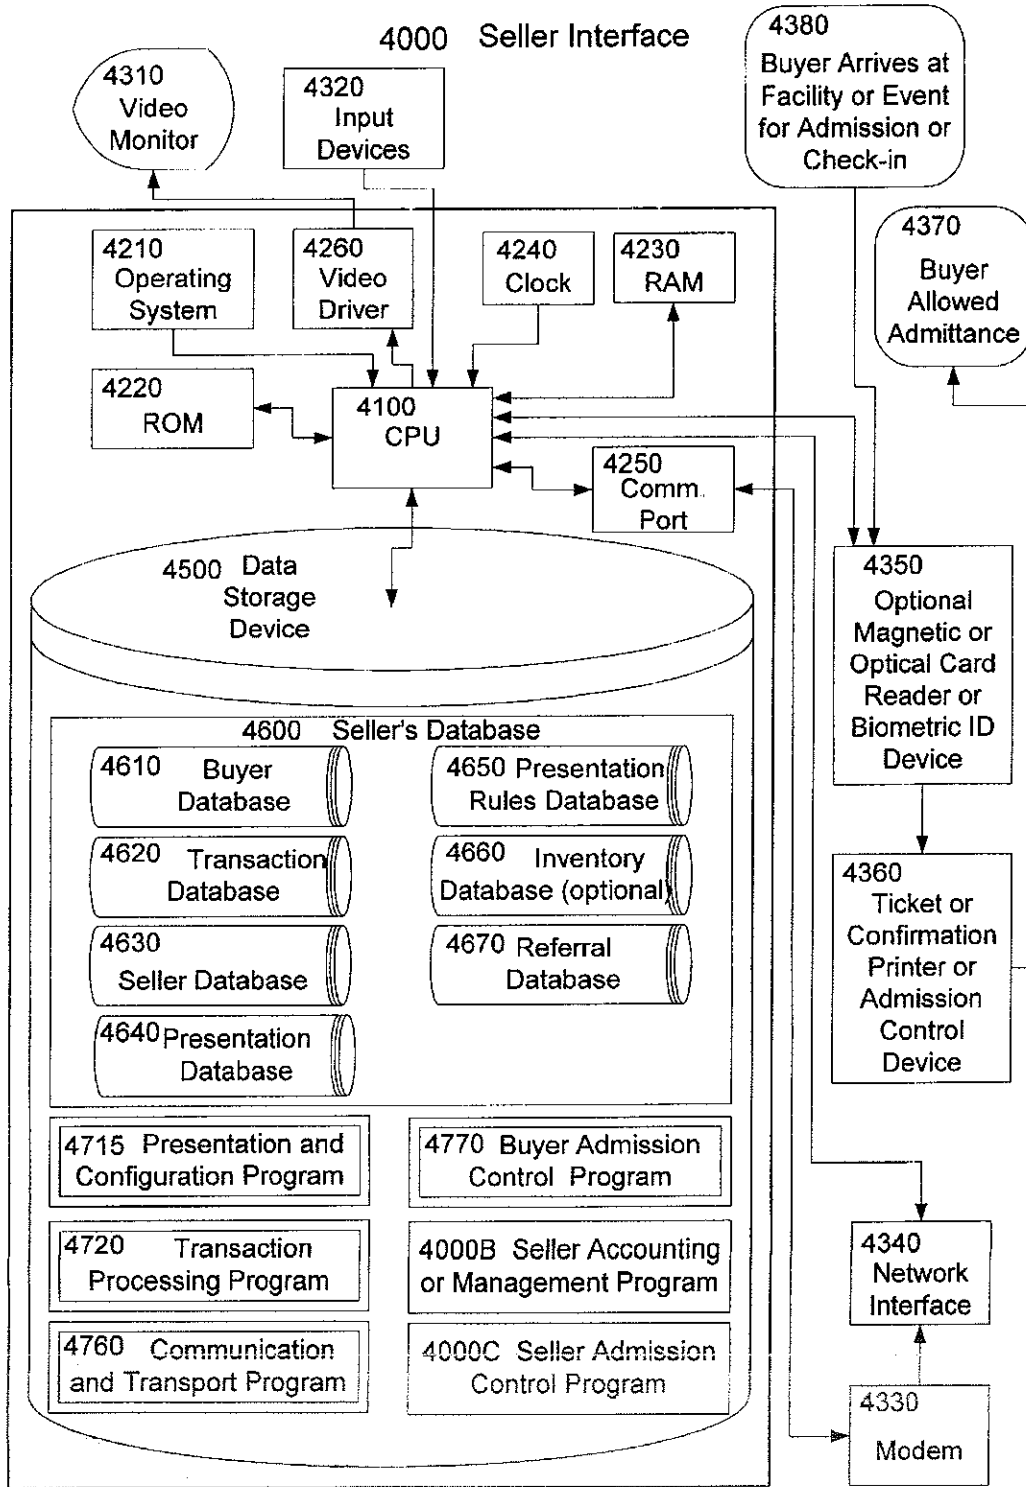 4000 Seller Interface
4310
Video
Monitor
4320
Input
Devices
4380
Buyer Arrives at
Facility or Event
for Admission or
Check-in
4370
Buyer
Allowed
Admittance
4210
Operating
System
4260
Video
Driver
4240
Clock
4230
RAM
4220
ROM
4100
CPU
4250
Comm.
Port
4500 Data
Storage
Device
4350
Optional
Magnetic or
Optical Card
Reader or
Biometric ID
Device
4600 Seller's Database
4610 Buyer
Database
4650 Presentation
Rules Database
4620 Transaction
Database
4660 Inventory
Database (optional)
4630
Seller Database
4670 Referral
Database
4640 Presentation
Database
4360
Ticket or
Confirmation
Printer or
Admission
Control
Device
4715 Presentation and
Configuration Program
4770 Buyer Admission
Control Program
4720 Transaction
Processing Program
4000B Seller Accounting
or Management Program
4760 Communication
and Transport Program
4000C Seller Admission
Control Program
4340
Network
Interface
4330
Modem